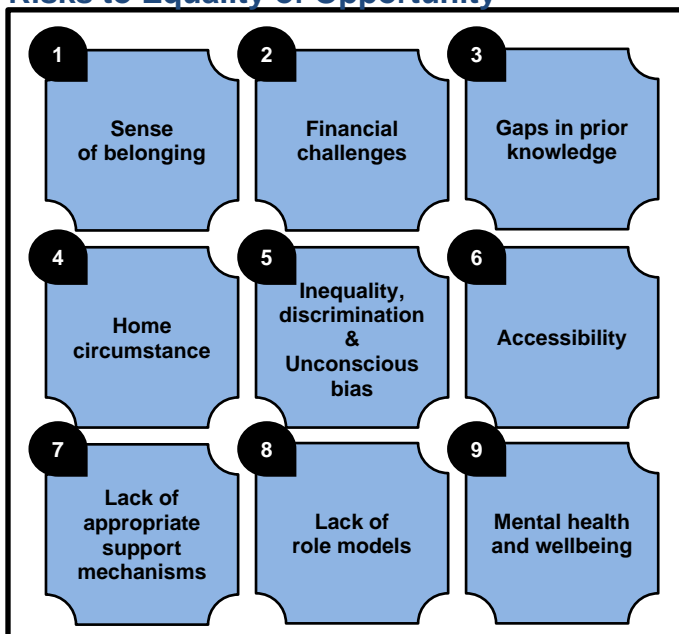 Risks to Equality of Opportunity
1
Sense
of belonging
2
Financial
challenges
3
Gaps in prior
knowledge
4
Home
circumstance
5
Inequality,
discrimination
&
Unconscious
bias
6
Accessibility
7
Lack of
appropriate
support
mechanisms
8
Lack of
role models
9
Mental health
and wellbeing